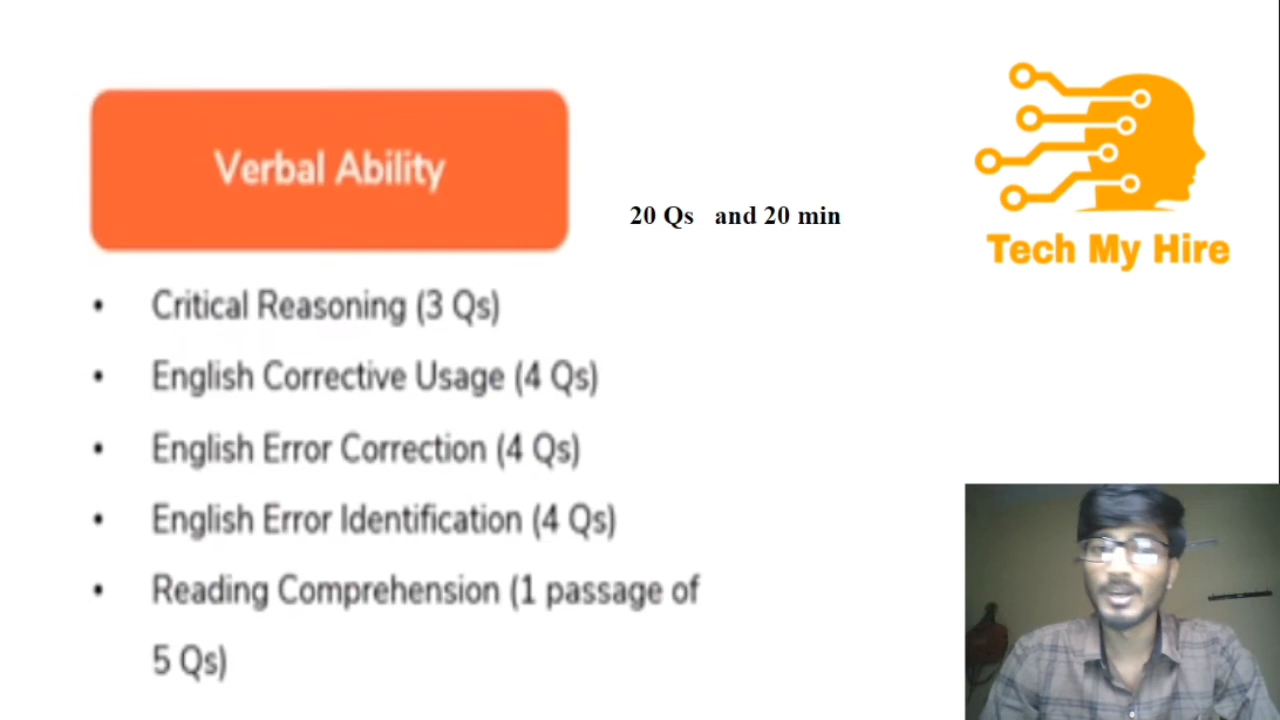 Verbal Ability
20 Qs and 20 min
Tech My Hire
• Critical Reasoning (3 Qs)
• English Corrective Usage (4 Qs)
• English Error Correction (4 Qs)
• English Error Identification (4 Qs)
• Reading Comprehension (1 passage of
5 Qs)